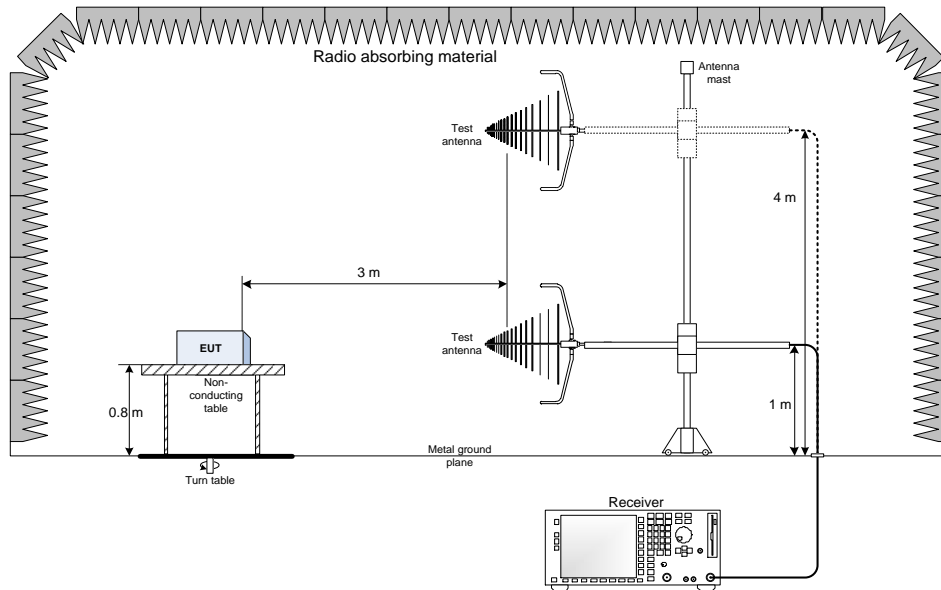 Radio absorbing material
Antenna
mast
Test
antenna
4 m
3 m
EUT
Test
antenna
Non-
conducting
table
0.8 m
1 m
Metal ground
plane
Turn table
Receiver